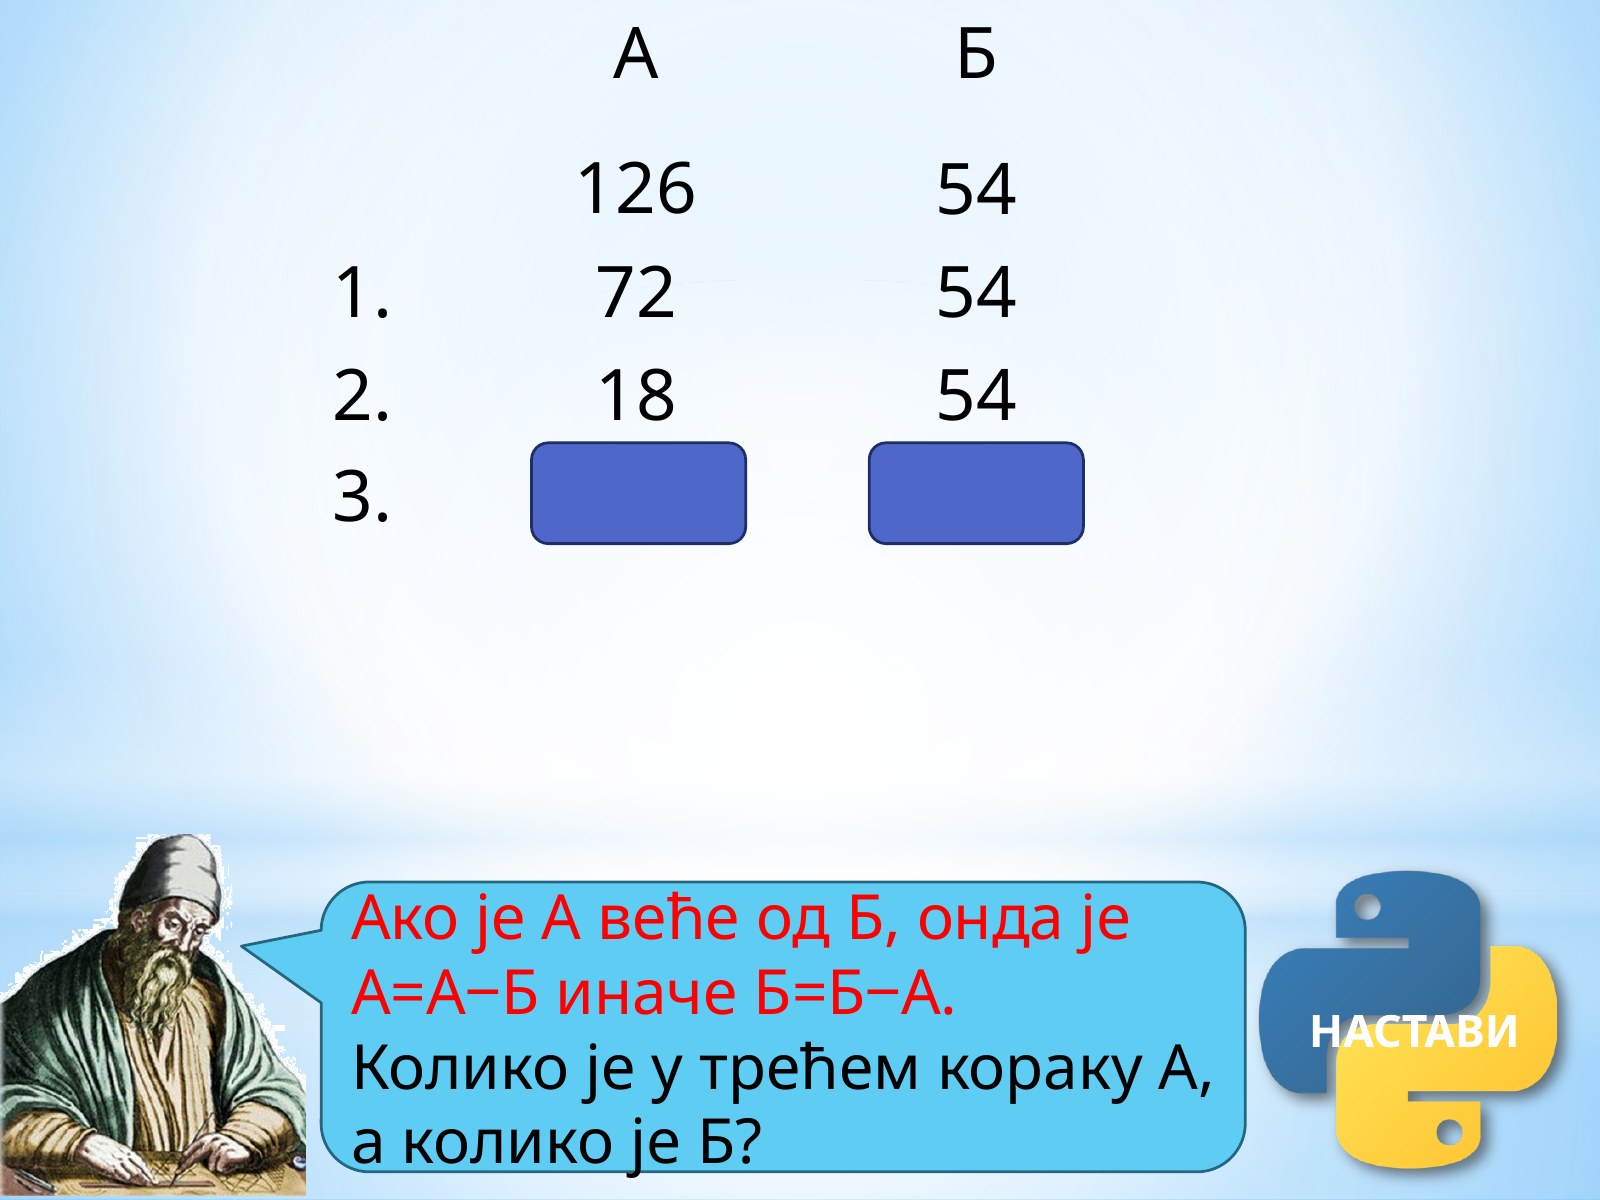 А Б
126 54
1. 72 54
2. 18 54
3.
Ако је А веће од Б, онда је
А=А−Б иначе Б=Б−А.
Колико је у трећем кораку А,
а колико је Б?
НАСТАВИ